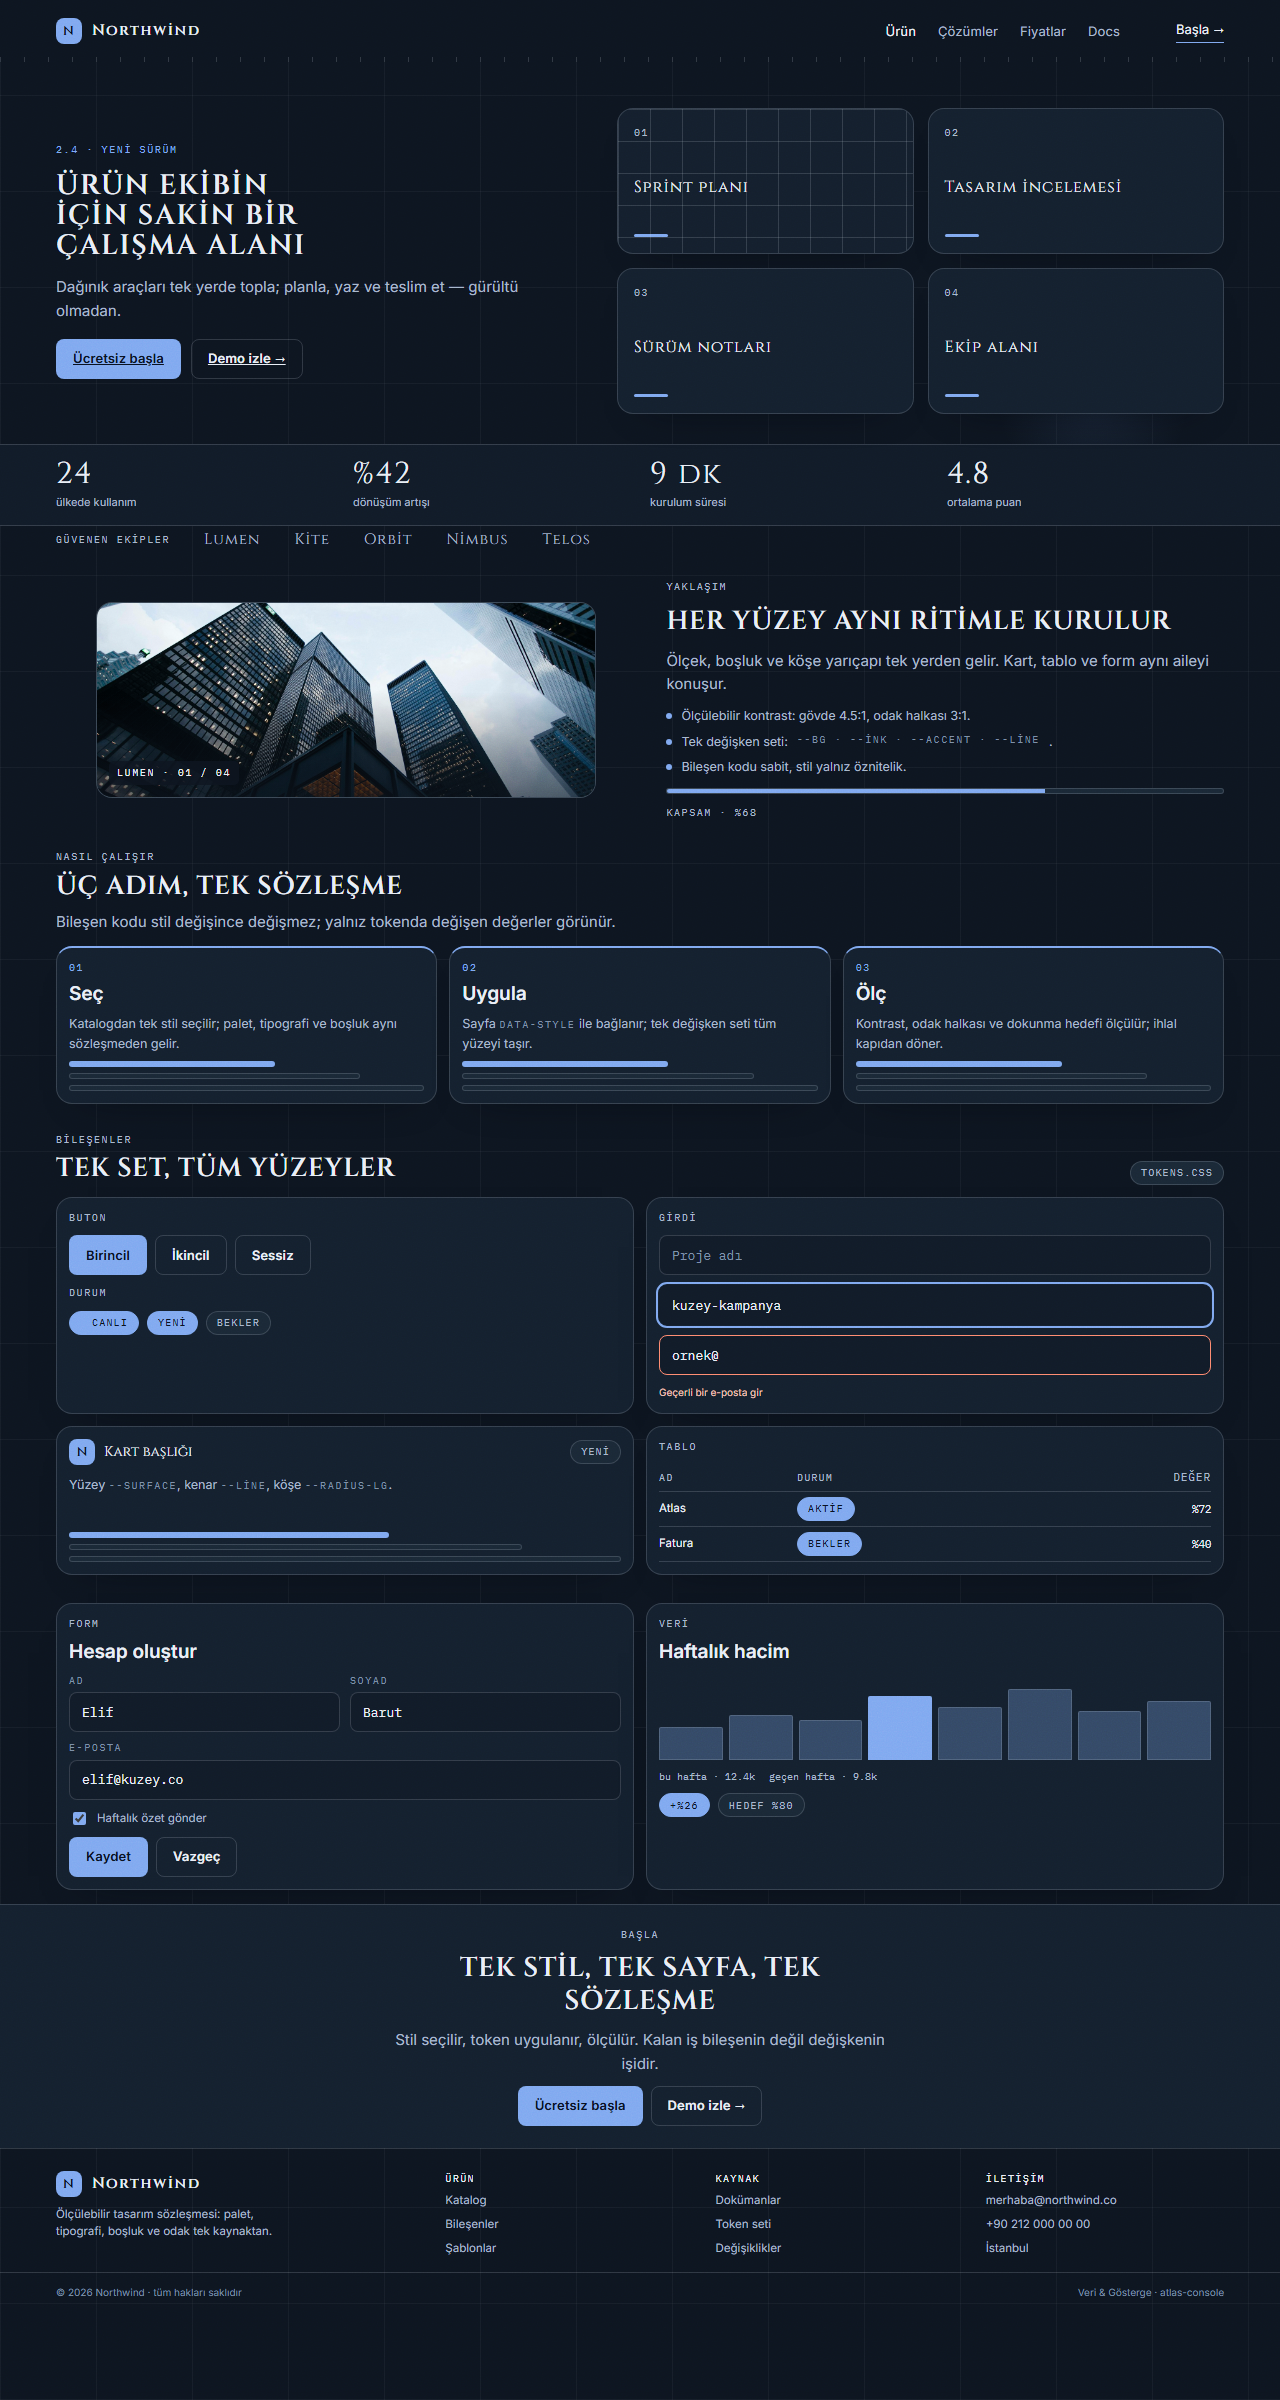 N Northwind
Ürün Çözümler Fiyatlar Docs Başla →
2.4 · YENİ SÜRÜM
ÜRÜN EKİBİN
İÇİN SAKİN BİR
ÇALIŞMA ALANI
Dağınık araçları tek yerde topla; planla, yaz ve teslim et — gürültü
olmadan.
Ücretsiz başla Demo izle →
01
Sprint planı
02
Tasarım incelemesi
03
Sürüm notları
04
Ekip alanı
24
ülkede kullanım
%42
dönüşüm artışı
9 dk
kurulum süresi
4.8
ortalama puan
GÜVENEN EKİPLER Lumen Kite Orbit Nimbus Telos
LUMEN · 01 / 04
YAKLAŞIM
HER YÜZEY AYNI RİTİMLE KURULUR
Ölçek, boşluk ve köşe yarıçapı tek yerden gelir. Kart, tablo ve form aynı aileyi
konuşur.
Ölçülebilir kontrast: gövde 4.5:1, odak halkası 3:1.
Tek değişken seti: --BG · --İNK · --ACCENT · --LİNE .
Bileşen kodu sabit, stil yalnız öznitelik.
KAPSAM · %68
NASIL ÇALIŞIR
ÜÇ ADIM, TEK SÖZLEŞME
Bileşen kodu stil değişince değişmez; yalnız tokenda değişen değerler görünür.
01
Seç
Katalogdan tek stil seçilir; palet, tipografi ve boşluk aynı
sözleşmeden gelir.
02
Uygula
Sayfa DATA-STYLE ile bağlanır; tek değişken seti tüm
yüzeyi taşır.
03
Ölç
Kontrast, odak halkası ve dokunma hedefi ölçülür; ihlal
kapıdan döner.
BİLEŞENLER
TEK SET, TÜM YÜZEYLER
TOKENS.CSS
BUTON
Birincil İkincil Sessiz
DURUM
CANLI YENİ BEKLER
GİRDİ
Proje adı
kuzey-kampanya
ornek@
Geçerli bir e-posta gir
N Kart başlığı YENİ
Yüzey --SURFACE, kenar --LİNE, köşe --RADİUS-LG.
TABLO
AD DURUM DEĞER
Atlas AKTİF %72
Fatura BEKLER %40
FORM
Hesap oluştur
AD SOYAD
Elif Barut
E-POSTA
elif@kuzey.co
Haftalık özet gönder
Kaydet Vazgeç
VERİ
Haftalık hacim
bu hafta · 12.4k geçen hafta · 9.8k
+%26 HEDEF %80
BAŞLA
TEK STİL, TEK SAYFA, TEK
SÖZLEŞME
Stil seçilir, token uygulanır, ölçülür. Kalan iş bileşenin değil değişkenin
işidir.
Ücretsiz başla Demo izle →
N Northwind
Ölçülebilir tasarım sözleşmesi: palet,
tipografi, boşluk ve odak tek kaynaktan.
ÜRÜN
Katalog
Bileşenler
Şablonlar
KAYNAK
Dokümanlar
Token seti
Değişiklikler
İLETİŞİM
merhaba@northwind.co
+90 212 000 00 00
İstanbul
© 2026 Northwind · tüm hakları saklıdır
Veri & Gösterge · atlas-console